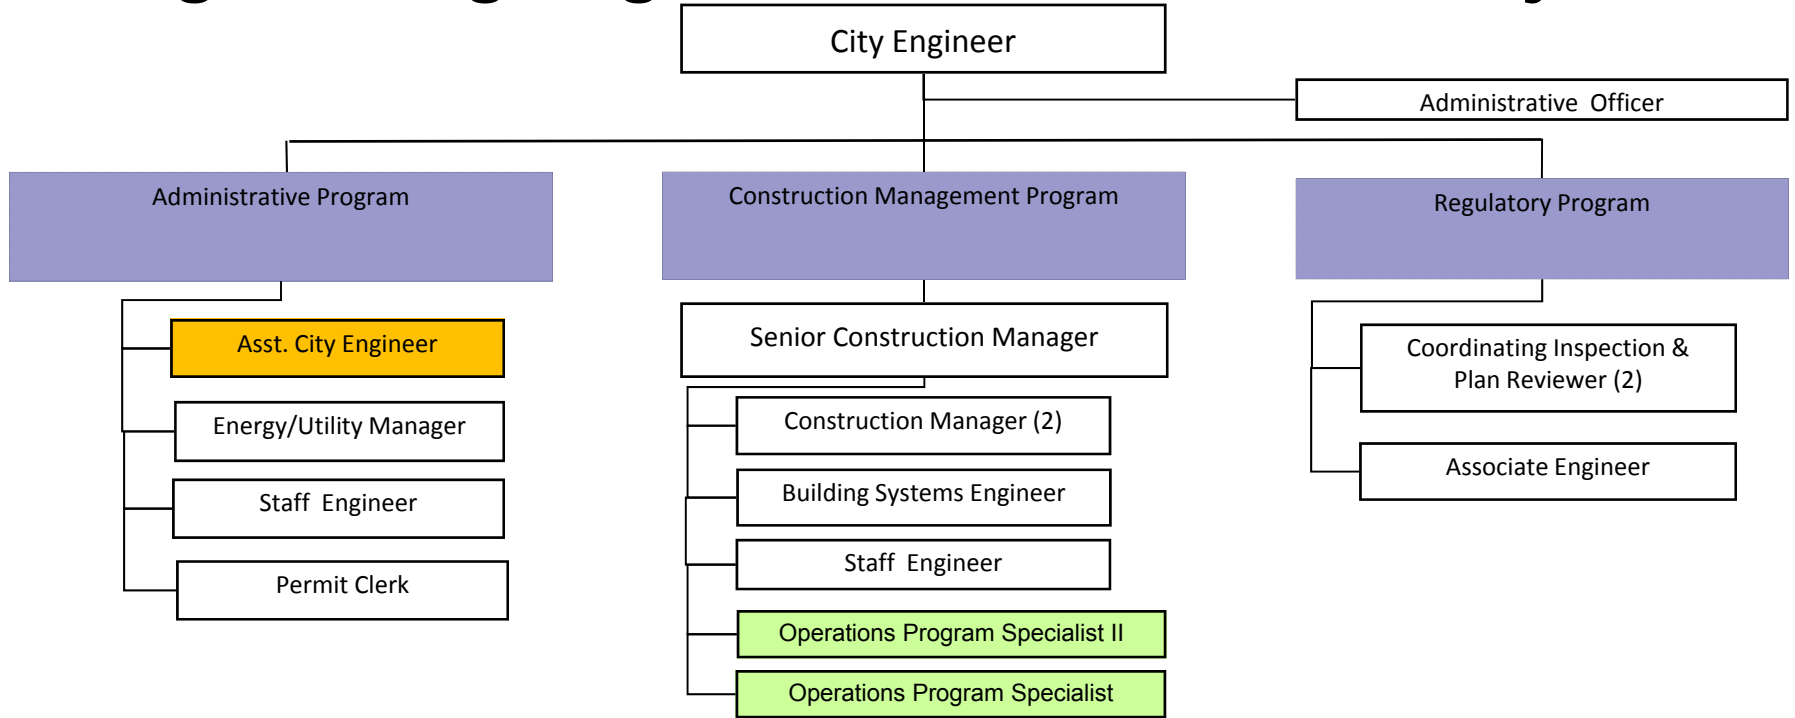 City Engineer
Administrative Officer
Administrative Program
Construction Management Program
Regulatory Program
Asst. City Engineer
Energy/Utility Manager
Staff Engineer
Permit Clerk
Senior Construction Manager
Construction Manager (2)
Building Systems Engineer
Staff Engineer
Operations Program Specialist II
Operations Program Specialist
Coordinating Inspection &
Plan Reviewer (2)
Associate Engineer